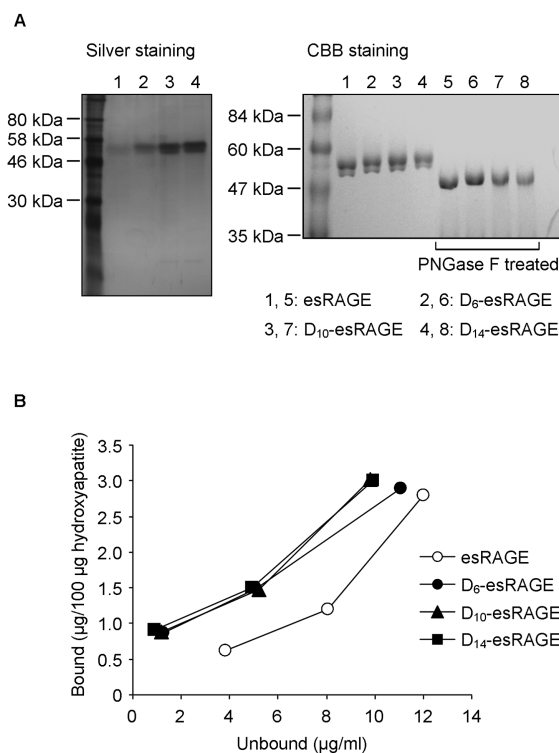 A
Silver staining
1 2 3 4
80 kDa
58 kDa
46 kDa
30 kDa
CBB staining
1 2 3 4 5 6 7 8
84 kDa
60 kDa
47 kDa
35 kDa
PNGase F treated
1, 5: esRAGE 2, 6: D₆-esRAGE
3, 7: D₁₀-esRAGE 4, 8: D₁₄-esRAGE
B
Bound (µg/100 µg hydroxyapatite)
3.5
3.0
2.5
2.0
1.5
1.0
0.5
0
0 2 4 6 8 10 12 14
Unbound (µg/ml)
esRAGE
D₆-esRAGE
D₁₀-esRAGE
D₁₄-esRAGE